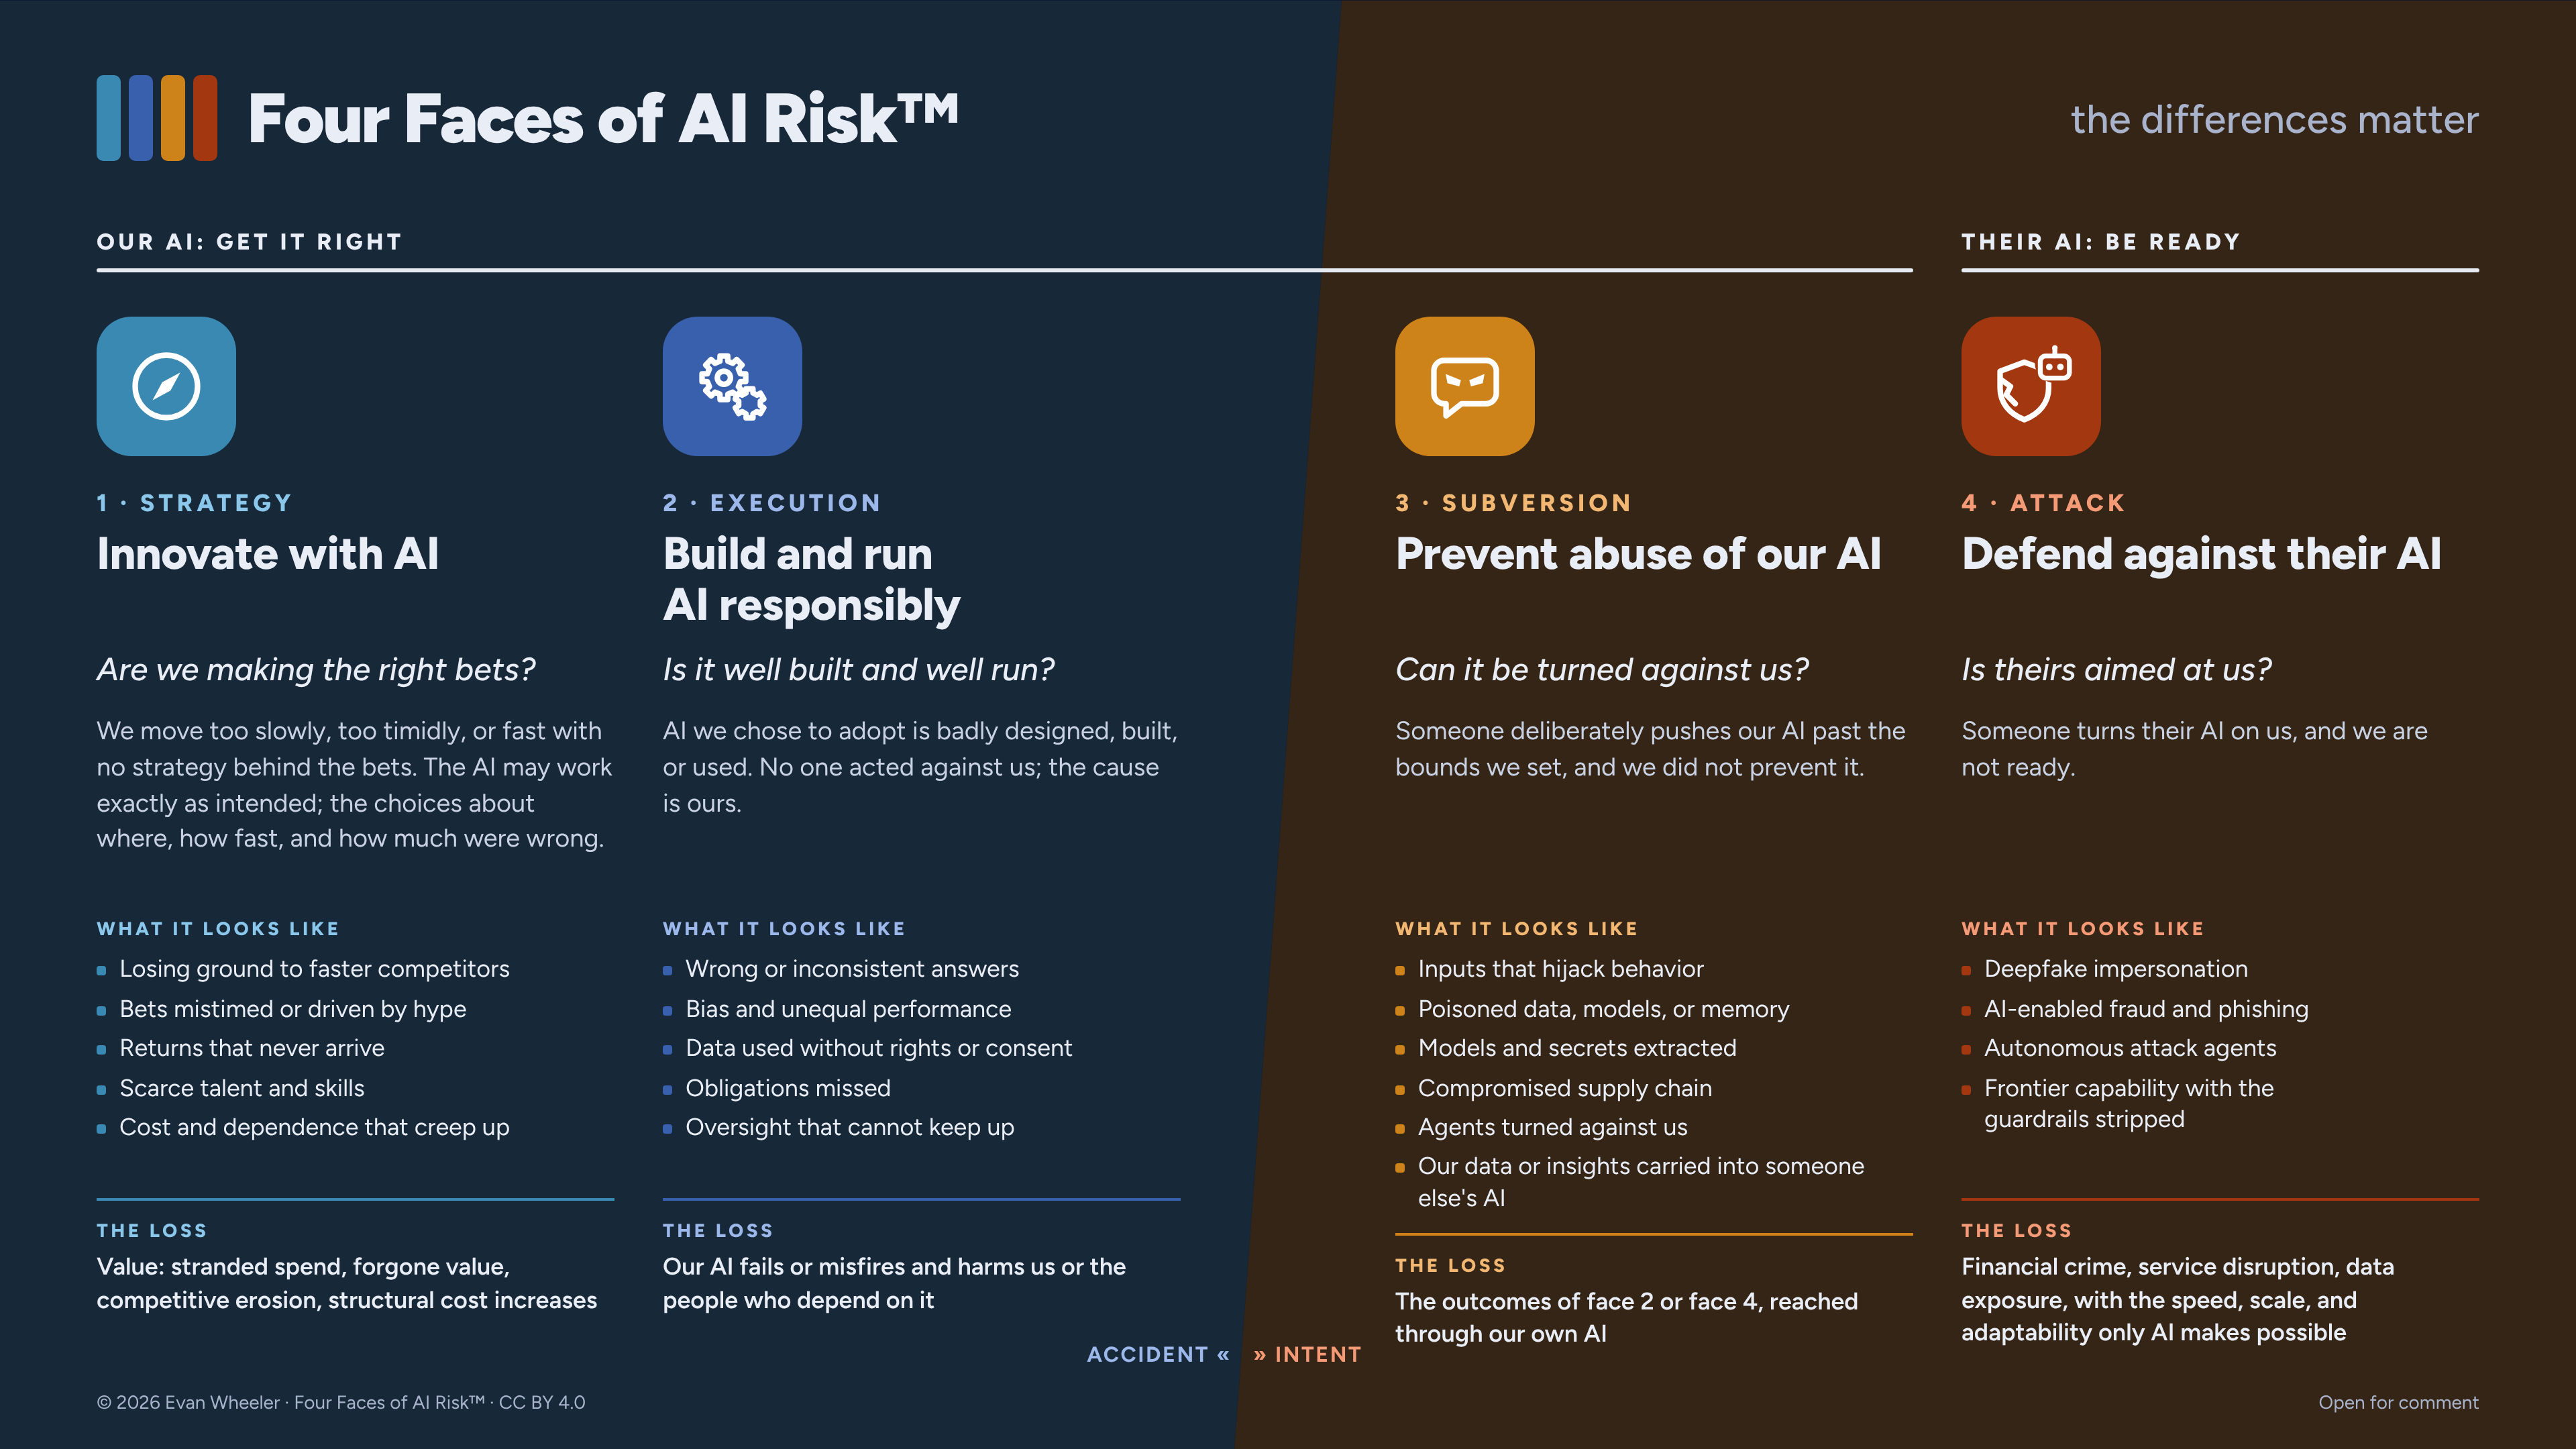 Four Faces of AI Risk™
the differences matter
OUR AI: GET IT RIGHT
THEIR AI: BE READY
1 · STRATEGY
Innovate with AI
Are we making the right bets?
We move too slowly, too timidly, or fast with
no strategy behind the bets. The AI may work
exactly as intended; the choices about
where, how fast, and how much were wrong.
WHAT IT LOOKS LIKE
Losing ground to faster competitors
Bets mistimed or driven by hype
Returns that never arrive
Scarce talent and skills
Cost and dependence that creep up
THE LOSS
Value: stranded spend, forgone value,
competitive erosion, structural cost increases
2 · EXECUTION
Build and run
AI responsibly
Is it well built and well run?
AI we chose to adopt is badly designed, built,
or used. No one acted against us; the cause
is ours.
WHAT IT LOOKS LIKE
Wrong or inconsistent answers
Bias and unequal performance
Data used without rights or consent
Obligations missed
Oversight that cannot keep up
THE LOSS
Our AI fails or misfires and harms us or the
people who depend on it
3 · SUBVERSION
Prevent abuse of our AI
Can it be turned against us?
Someone deliberately pushes our AI past the
bounds we set, and we did not prevent it.
WHAT IT LOOKS LIKE
Inputs that hijack behavior
Poisoned data, models, or memory
Models and secrets extracted
Compromised supply chain
Agents turned against us
Our data or insights carried into someone
else's AI
THE LOSS
The outcomes of face 2 or face 4, reached
through our own AI
4 · ATTACK
Defend against their AI
Is theirs aimed at us?
Someone turns their AI on us, and we are
not ready.
WHAT IT LOOKS LIKE
Deepfake impersonation
AI-enabled fraud and phishing
Autonomous attack agents
Frontier capability with the
guardrails stripped
THE LOSS
Financial crime, service disruption, data
exposure, with the speed, scale, and
adaptability only AI makes possible
ACCIDENT « » INTENT
© 2026 Evan Wheeler · Four Faces of AI Risk™ · CC BY 4.0
Open for comment